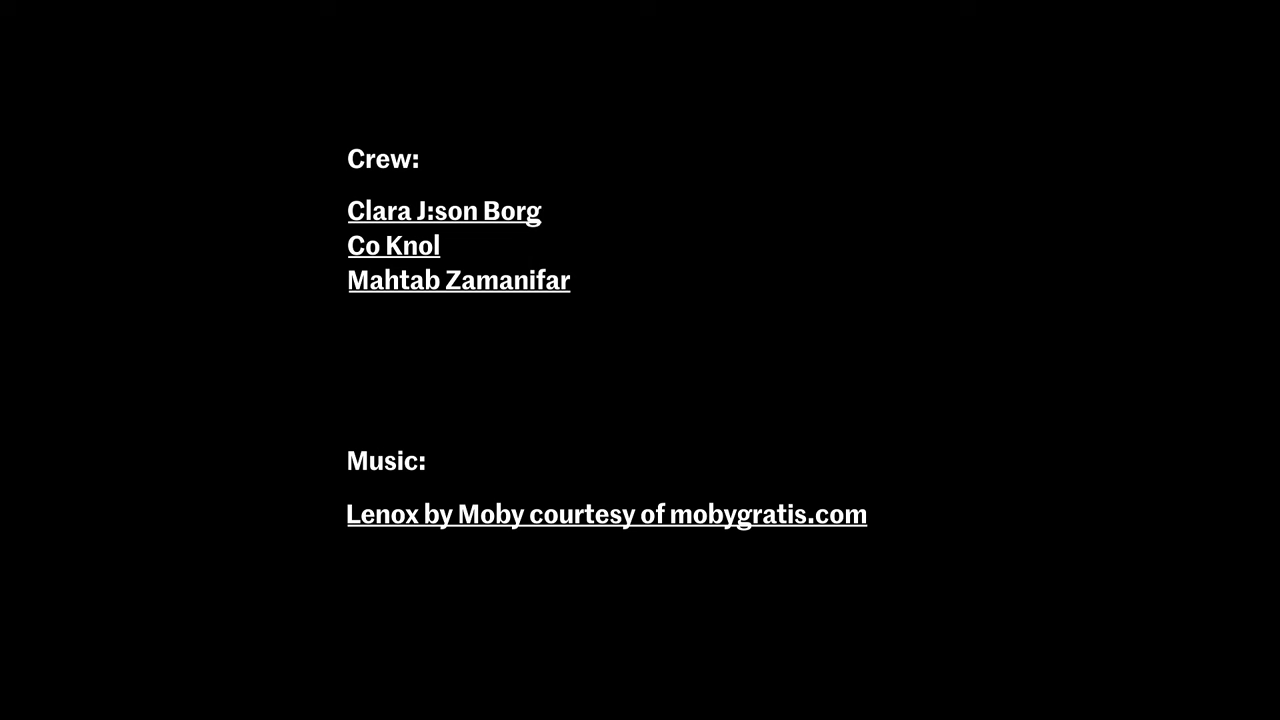 Crew:
Clara J:son Borg
Co Knol
Mahtab Zamanifar
Music:
Lenox by Moby courtesy of mobygratis.com